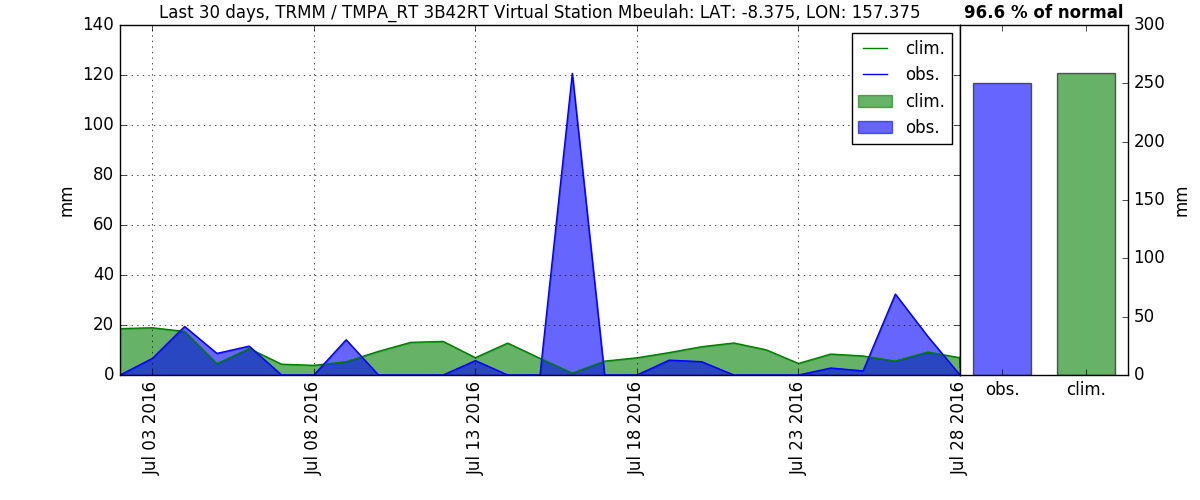 Last 30 days, TRMM / TMPA_RT 3B42RT Virtual Station Mbeulah: LAT: -8.375, LON: 157.375
96.6 % of normal
140
120
100
80
60
40
20
0
mm
clim.
obs.
clim.
obs.
Jul 03 2016
Jul 08 2016
Jul 13 2016
Jul 18 2016
Jul 23 2016
Jul 28 2016
obs.
clim.
300
250
200
150
100
50
0
mm